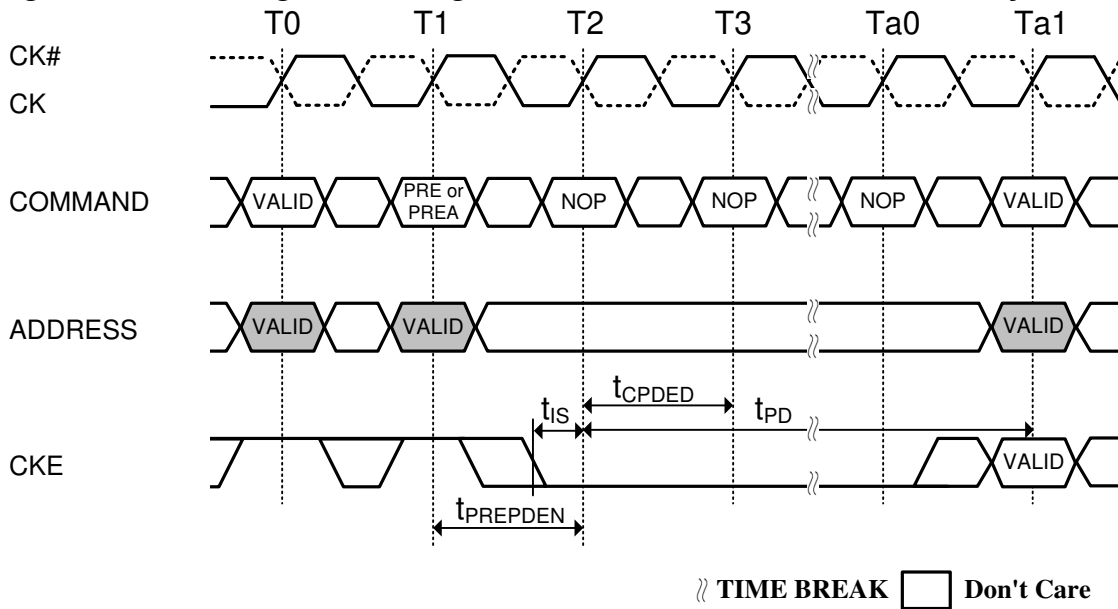 T0 T1 T2 T3 Ta0 Ta1
CK#
CK
COMMAND VALID PRE or PREA NOP NOP NOP VALID
ADDRESS VALID VALID VALID
tIS tCPDED tPD
CKE VALID
tPREPDEN
TIME BREAK Don't Care